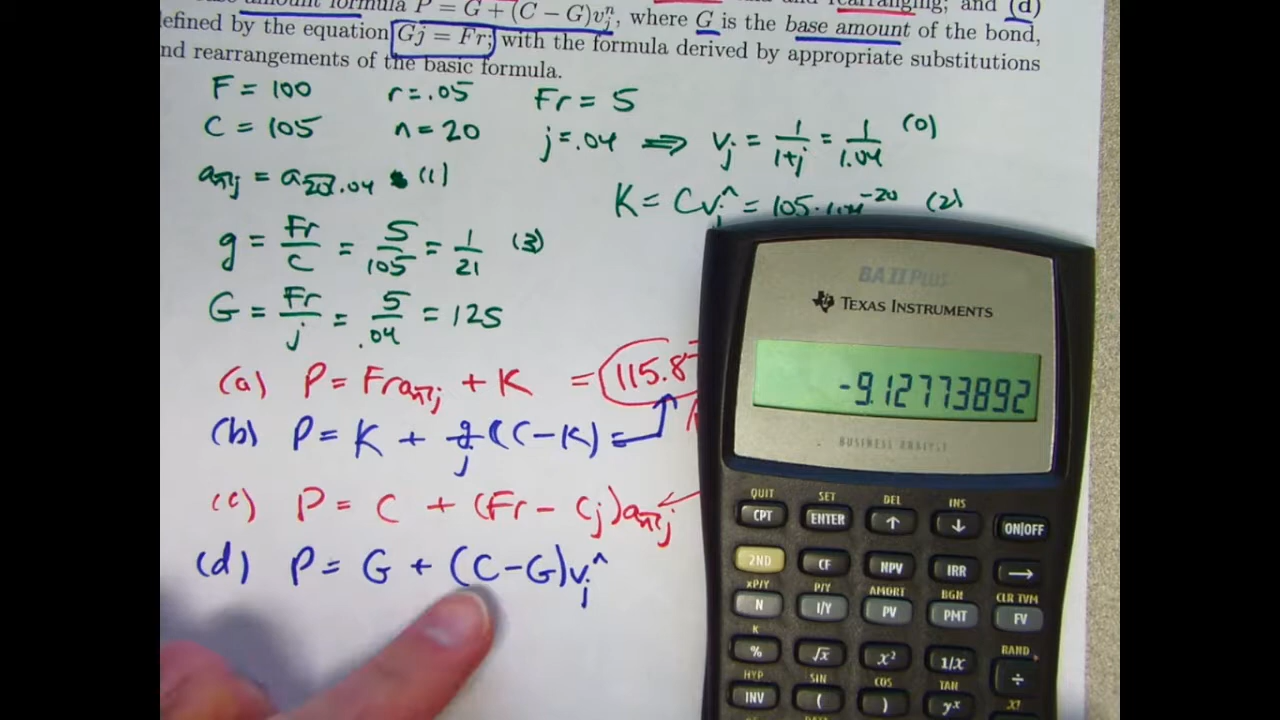 amount formula P = G + (C − G)v_j^n, where G is the base amount of the bond,
rearranging; and (d)
efined by the equation Gj = Fr; with the formula derived by appropriate substitutions
nd rearrangements of the basic formula.
F = 100 r = .05 Fr = 5
C = 105 n = 20 j = .04 ⟹ v_j = 1/(1+j) = 1/1.04 (0)
a_n̅|j = a_20̅|.04 (1)
K = Cv_j^n = 105· ^-20 (2)
g = Fr/C = 5/105 = 1/21 (3)
G = Fr/j = 5/.04 = 125
(a) P = Fra_n̅|j + K = 115.8
(b) P = K + g/j (C − K) =
(c) P = C + (Fr − Cj)a_n̅|j
(d) P = G + (C − G)v_j^n
BA II Plus
TEXAS INSTRUMENTS
-9.12773892
BUSINESS ANALYST
QUIT SET DEL INS
CPT ENTER ↑ ↓ ON|OFF
2ND CF NPV IRR →
xP/Y P/Y AMORT BGN CLR TVM
N I/Y PV PMT FV
K RAND
% √x x² 1/x ÷
HYP SIN COS TAN x!
INV ( ) yˣ